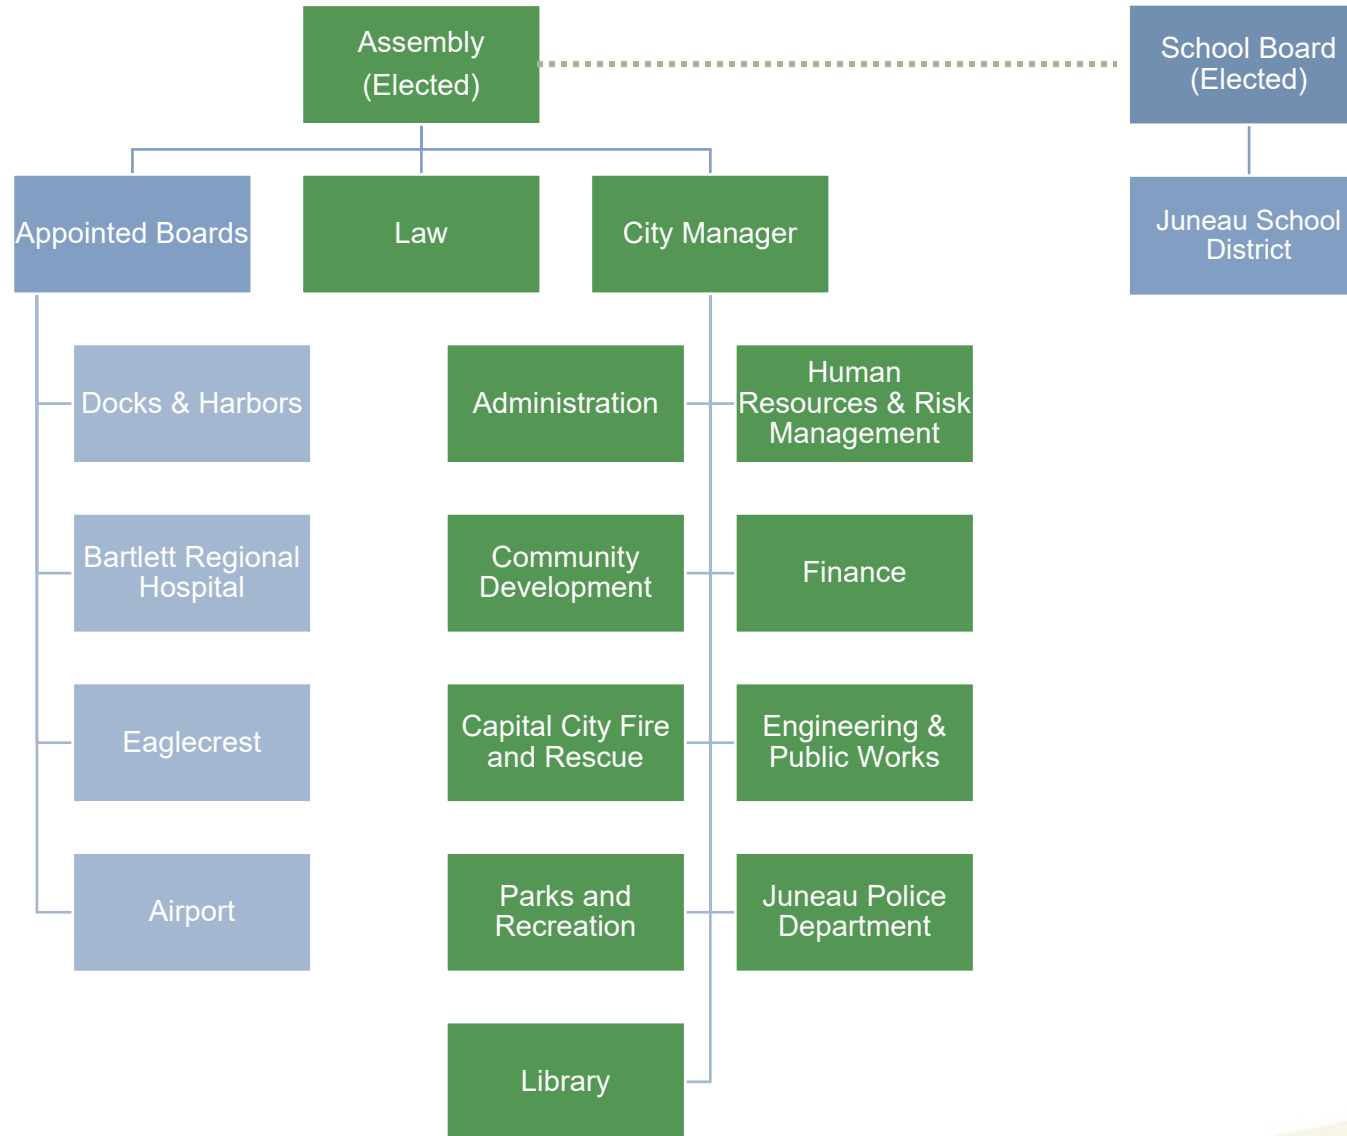 Assembly
(Elected)
School Board
(Elected)
Appointed Boards
Law
City Manager
Juneau School
District
Docks & Harbors
Administration
Human
Resources & Risk
Management
Bartlett Regional
Hospital
Community
Development
Finance
Eaglecrest
Capital City Fire
and Rescue
Engineering &
Public Works
Airport
Parks and
Recreation
Juneau Police
Department
Library